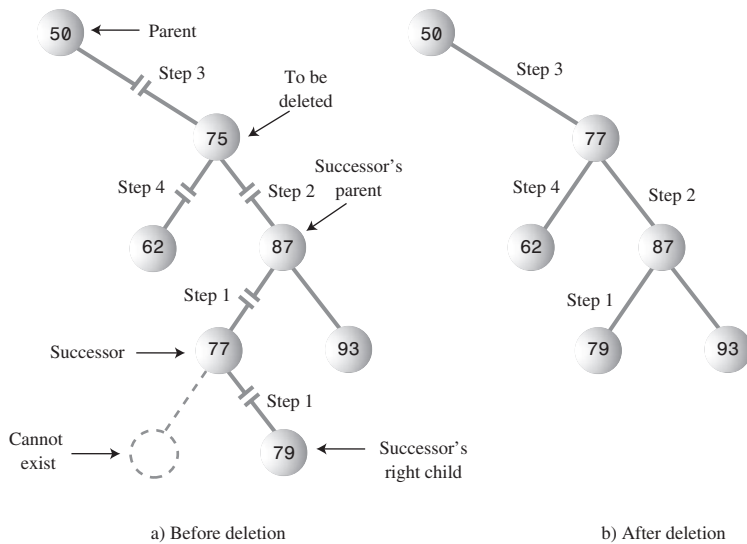 50
Parent
Step 3
To be
deleted
75
Step 4
Step 2
Successor's
parent
62
87
Step 1
Successor
77
93
Step 1
Cannot
exist
79
Successor's
right child
a) Before deletion
50
Step 3
77
Step 4
Step 2
62
87
Step 1
79
93
b) After deletion